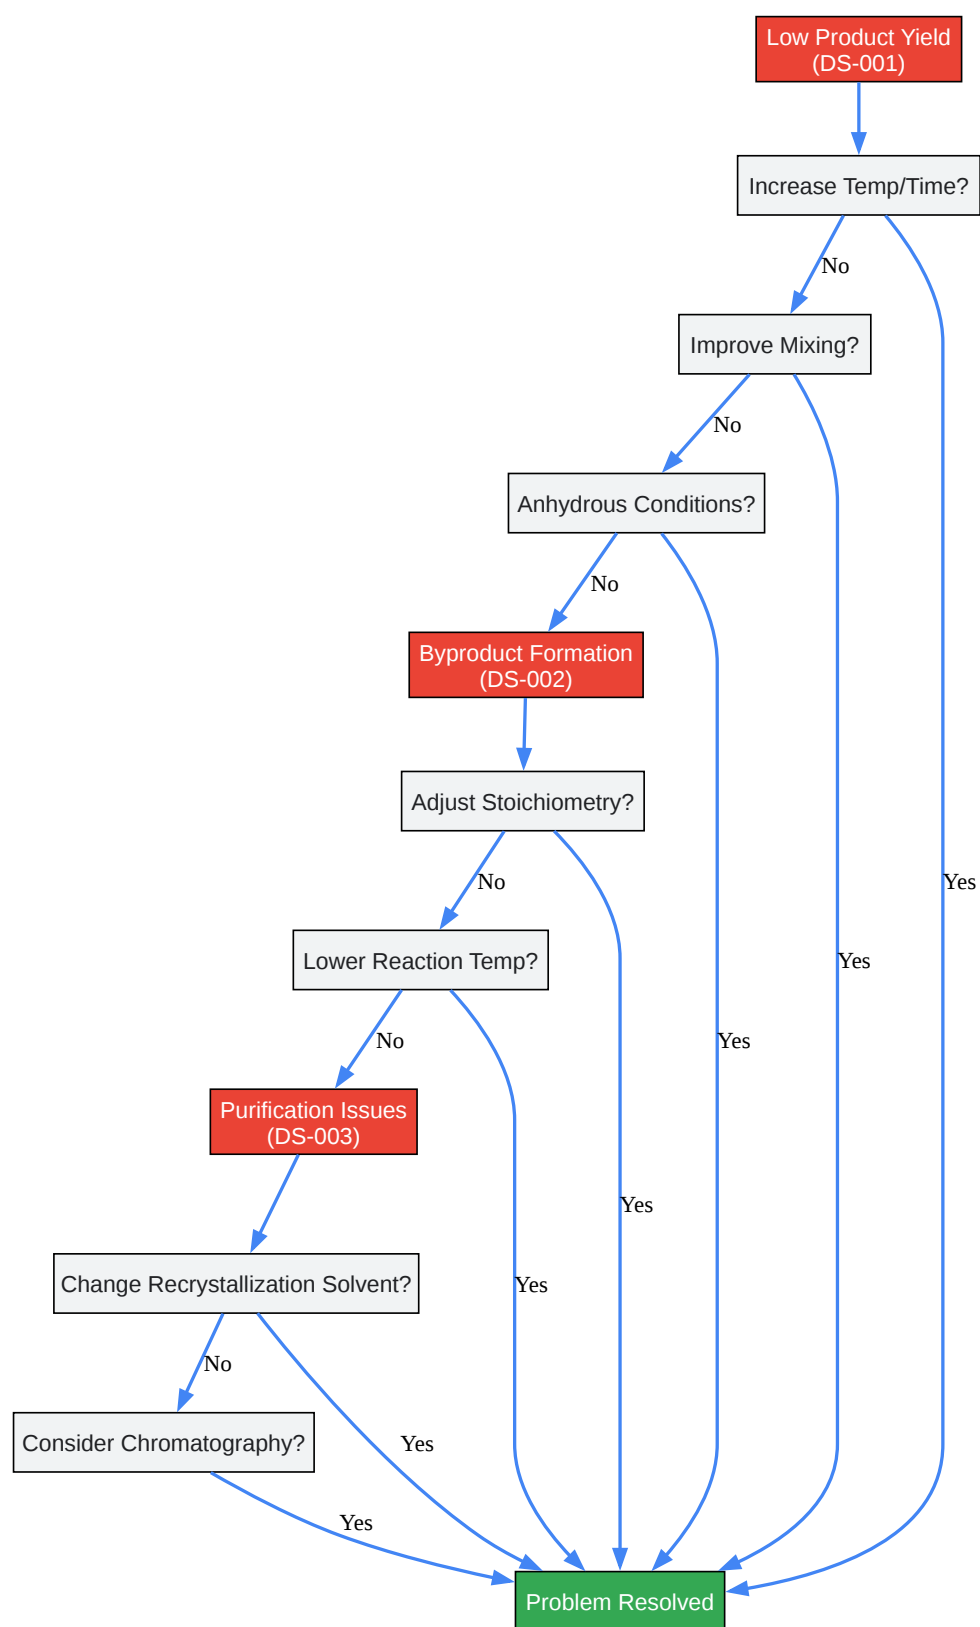 Low Product Yield
(DS-001)
Increase Temp/Time?
No
Improve Mixing?
No
Anhydrous Conditions?
No
Byproduct Formation
(DS-002)
Adjust Stoichiometry?
No
Yes
Lower Reaction Temp?
Yes
No
Yes
Purification Issues
(DS-003)
Yes
Change Recrystallization Solvent?
Yes
No
Consider Chromatography?
Yes
Yes
Problem Resolved